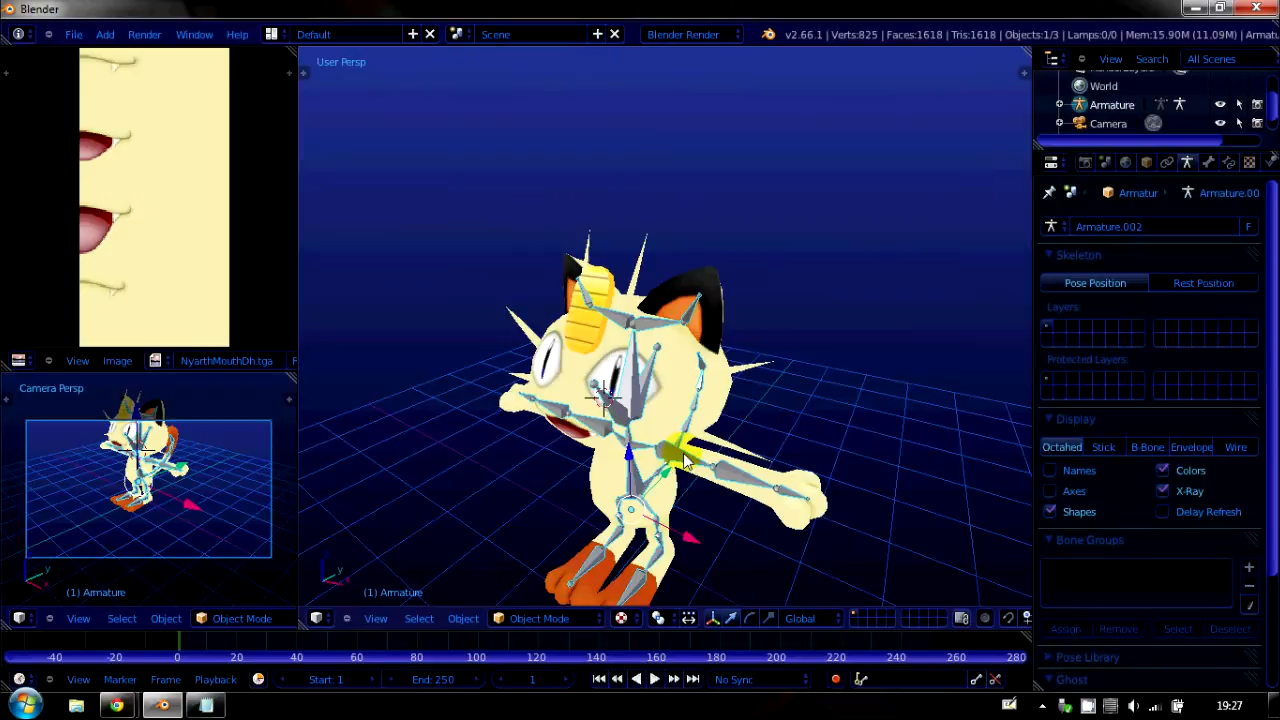 Blender
File Add Render Window Help Default Scene Blender Render v2.66.1 | Verts:825 | Faces:1618 | Tris:1618 | Objects:1/3 | Lamps:0/0 | Mem:15.90M (11.09M) | Armatu
User Persp
View Search All Scenes
World
Armature
Camera
Armatur Armature.00
Armature.002 F
Skeleton
Pose Position Rest Position
Layers:
Protected Layers:
Display
Octahed Stick B-Bone Envelope Wire
Names Colors
Axes X-Ray
Shapes Delay Refresh
Bone Groups
Assign Remove Select Deselect
Pose Library
Ghost
View Image NyarthMouthDh.tga F
Camera Persp
(1) Armature
(1) Armature
View Select Object Object Mode
View Select Object Object Mode Global
-40 -20 0 20 40 60 80 100 120 140 160 180 200 220 240 260 280
View Marker Frame Playback Start: 1 End: 250 1 No Sync
19:27